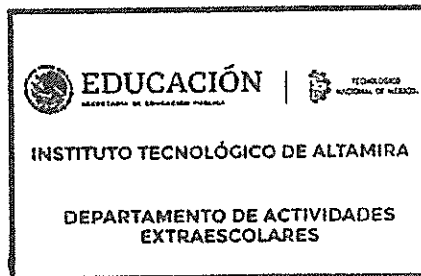 EDUCACIÓN
SECRETARÍA DE EDUCACIÓN PÚBLICA
TECNOLÓGICO
NACIONAL DE MÉXICO
INSTITUTO TECNOLÓGICO DE ALTAMIRA
DEPARTAMENTO DE ACTIVIDADES
EXTRAESCOLARES